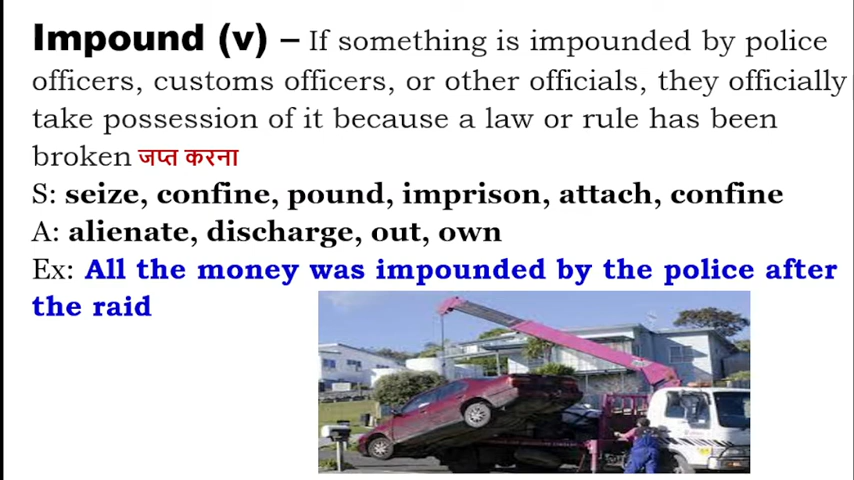 Impound (v) – If something is impounded by police
officers, customs officers, or other officials, they officially
take possession of it because a law or rule has been
broken जप्त करना
S: seize, confine, pound, imprison, attach, confine
A: alienate, discharge, out, own
Ex: All the money was impounded by the police after
the raid